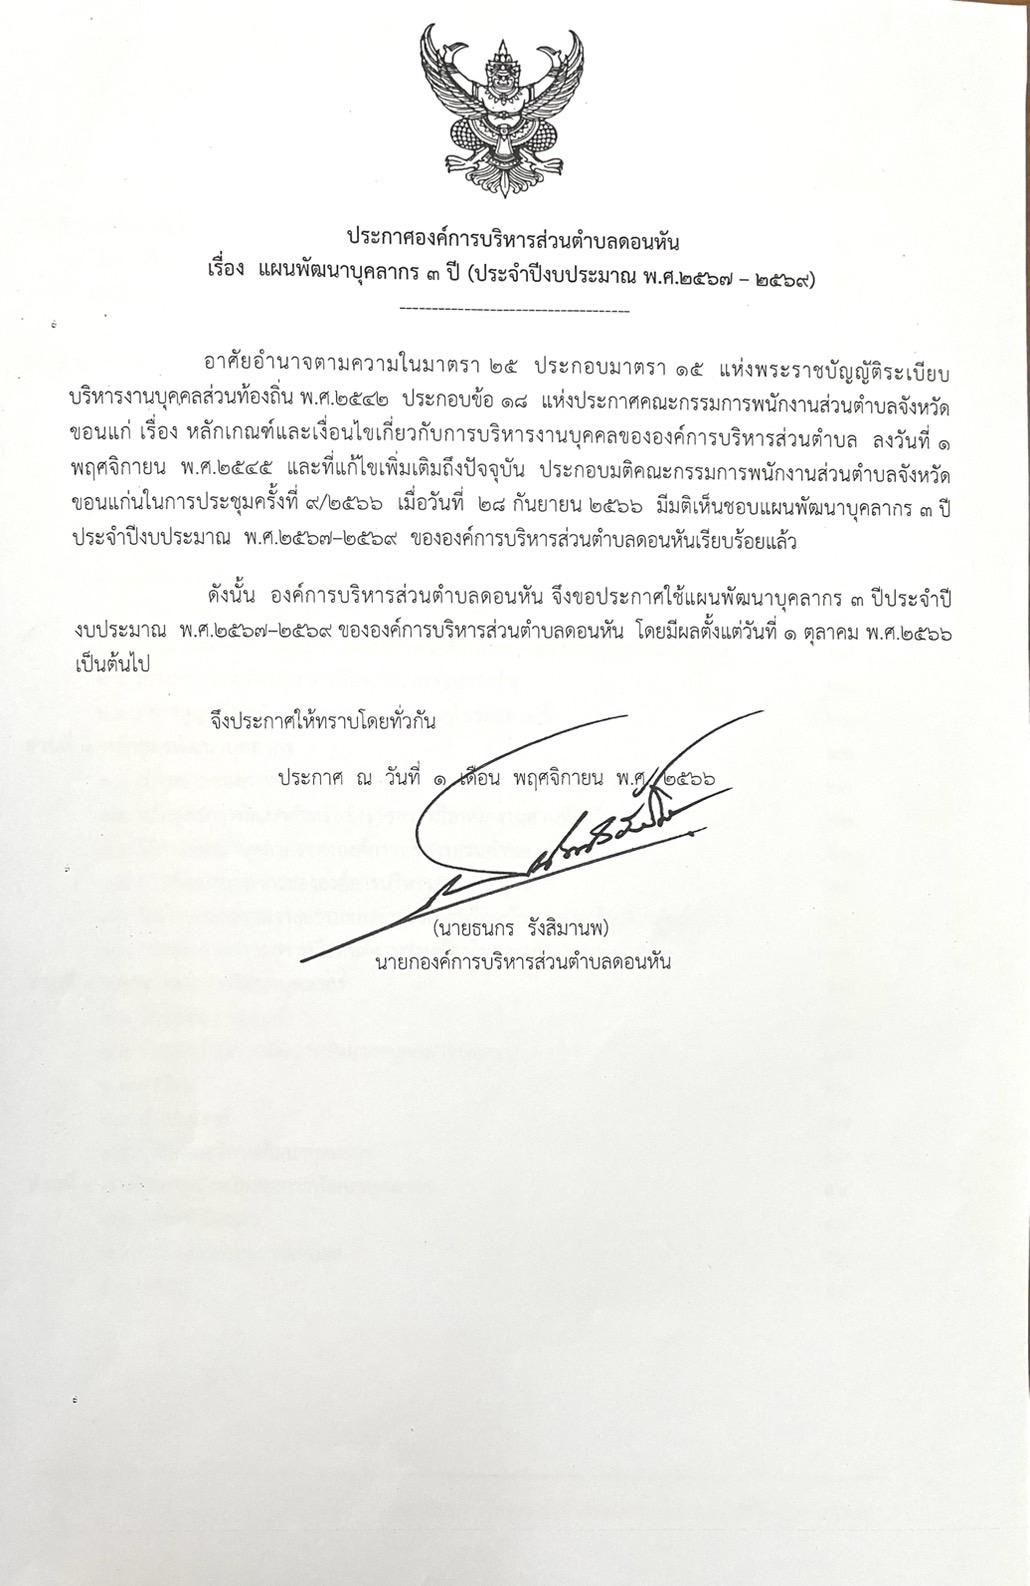 ประกาศองค์การบริหารส่วนตำบลดอนหัน
เรื่อง แผนพัฒนาบุคลากร ๓ ปี (ประจำปีงบประมาณ พ.ศ.๒๕๖๗ – ๒๕๖๙)
อาศัยอำนาจตามความในมาตรา ๒๕ ประกอบมาตรา ๑๕ แห่งพระราชบัญญัติระเบียบ
บริหารงานบุคคลส่วนท้องถิ่น พ.ศ.๒๕๔๒ ประกอบข้อ ๑๘ แห่งประกาศคณะกรรมการพนักงานส่วนตำบลจังหวัด
ขอนแก่ เรื่อง หลักเกณฑ์และเงื่อนไขเกี่ยวกับการบริหารงานบุคคลขององค์การบริหารส่วนตำบล ลงวันที่ ๑
พฤศจิกายน พ.ศ.๒๕๔๕ และที่แก้ไขเพิ่มเติมถึงปัจจุบัน ประกอบมติคณะกรรมการพนักงานส่วนตำบลจังหวัด
ขอนแก่นในการประชุมครั้งที่ ๙/๒๕๖๖ เมื่อวันที่ ๒๘ กันยายน ๒๕๖๖ มีมติเห็นชอบแผนพัฒนาบุคลากร ๓ ปี
ประจำปีงบประมาณ พ.ศ.๒๕๖๗–๒๕๖๙ ขององค์การบริหารส่วนตำบลดอนหันเรียบร้อยแล้ว
ดังนั้น องค์การบริหารส่วนตำบลดอนหัน จึงขอประกาศใช้แผนพัฒนาบุคลากร ๓ ปีประจำปี
งบประมาณ พ.ศ.๒๕๖๗–๒๕๖๙ ขององค์การบริหารส่วนตำบลดอนหัน โดยมีผลตั้งแต่วันที่ ๑ ตุลาคม พ.ศ.๒๕๖๖
เป็นต้นไป
จึงประกาศให้ทราบโดยทั่วกัน
ประกาศ ณ วันที่ ๑ เดือน พฤศจิกายน พ.ศ. ๒๕๖๖
(นายธนกร รังสิมานพ)
นายกองค์การบริหารส่วนตำบลดอนหัน